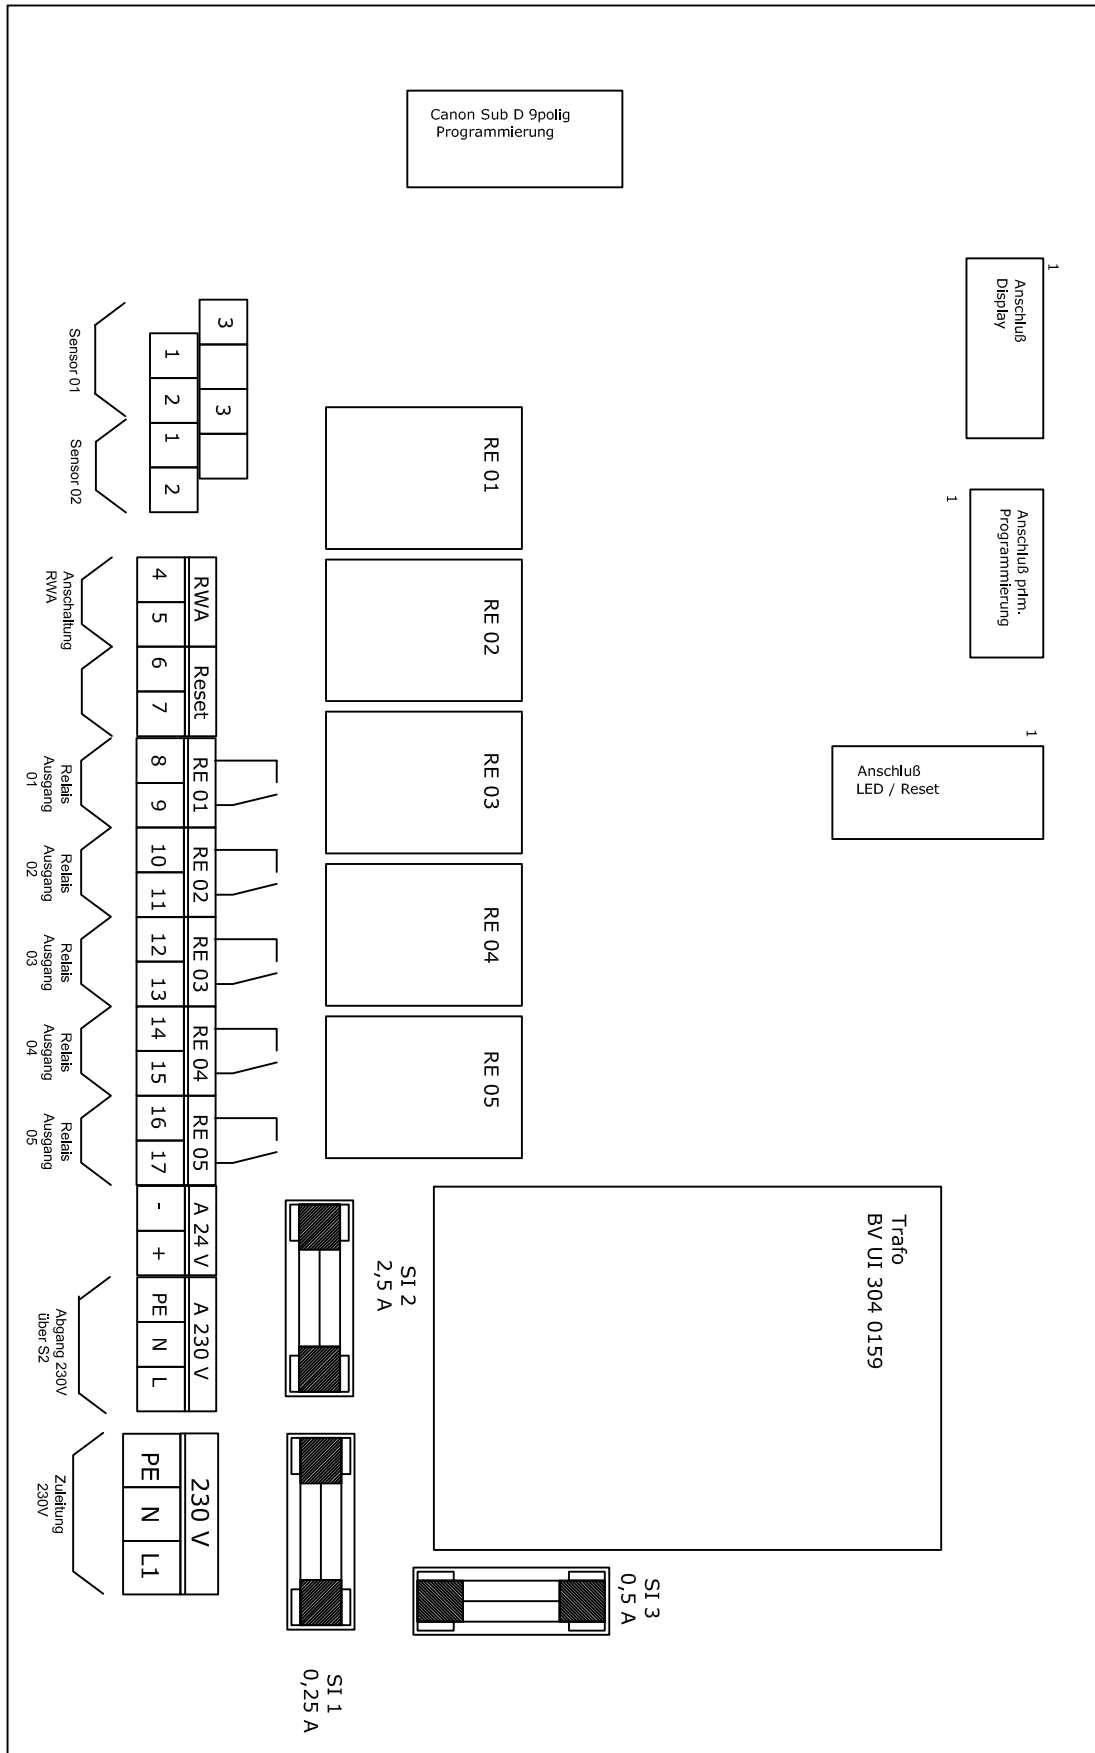 Canon Sub D 9polig
Programmierung
1
Anschluß
Display
1
Anschluß prim.
Programmierung
1
Anschluß
LED / Reset
3
3
1
2
1
2
Sensor 01
Sensor 02
RE 01
RE 02
RE 03
RE 04
RE 05
RWA
4
5
Anschaltung
RWA
Reset
6
7
RE 01
8
9
Relais
Ausgang
01
RE 02
10
11
Relais
Ausgang
02
RE 03
12
13
Relais
Ausgang
03
RE 04
14
15
Relais
Ausgang
04
RE 05
16
17
Relais
Ausgang
05
A 24 V
-
+
A 230 V
PE
N
L
Abgang 230V
über S2
230 V
PE
N
L1
Zuleitung
230V
SI 2
2,5 A
Trafo
BV UI 304 0159
SI 3
0,5 A
SI 1
0,25 A